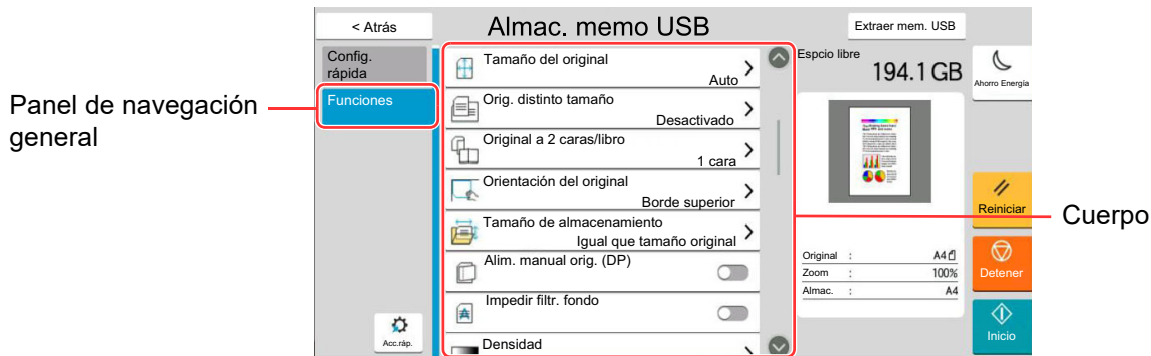 < Atrás
Almac. memo USB
Extraer mem. USB
Config.
rápida
Funciones
Panel de navegación
general
Tamaño del original
Auto
Orig. distinto tamaño
Desactivado
Original a 2 caras/libro
1 cara
Orientación del original
Borde superior
Tamaño de almacenamiento
Igual que tamaño original
Alim. manual orig. (DP)
Impedir filtr. fondo
Densidad
Espcio libre
194.1 GB
Original : A4
Zoom : 100%
Almac. : A4
Ahorro Energía
Reiniciar
Detener
Inicio
Cuerpo
Acc.ráp.